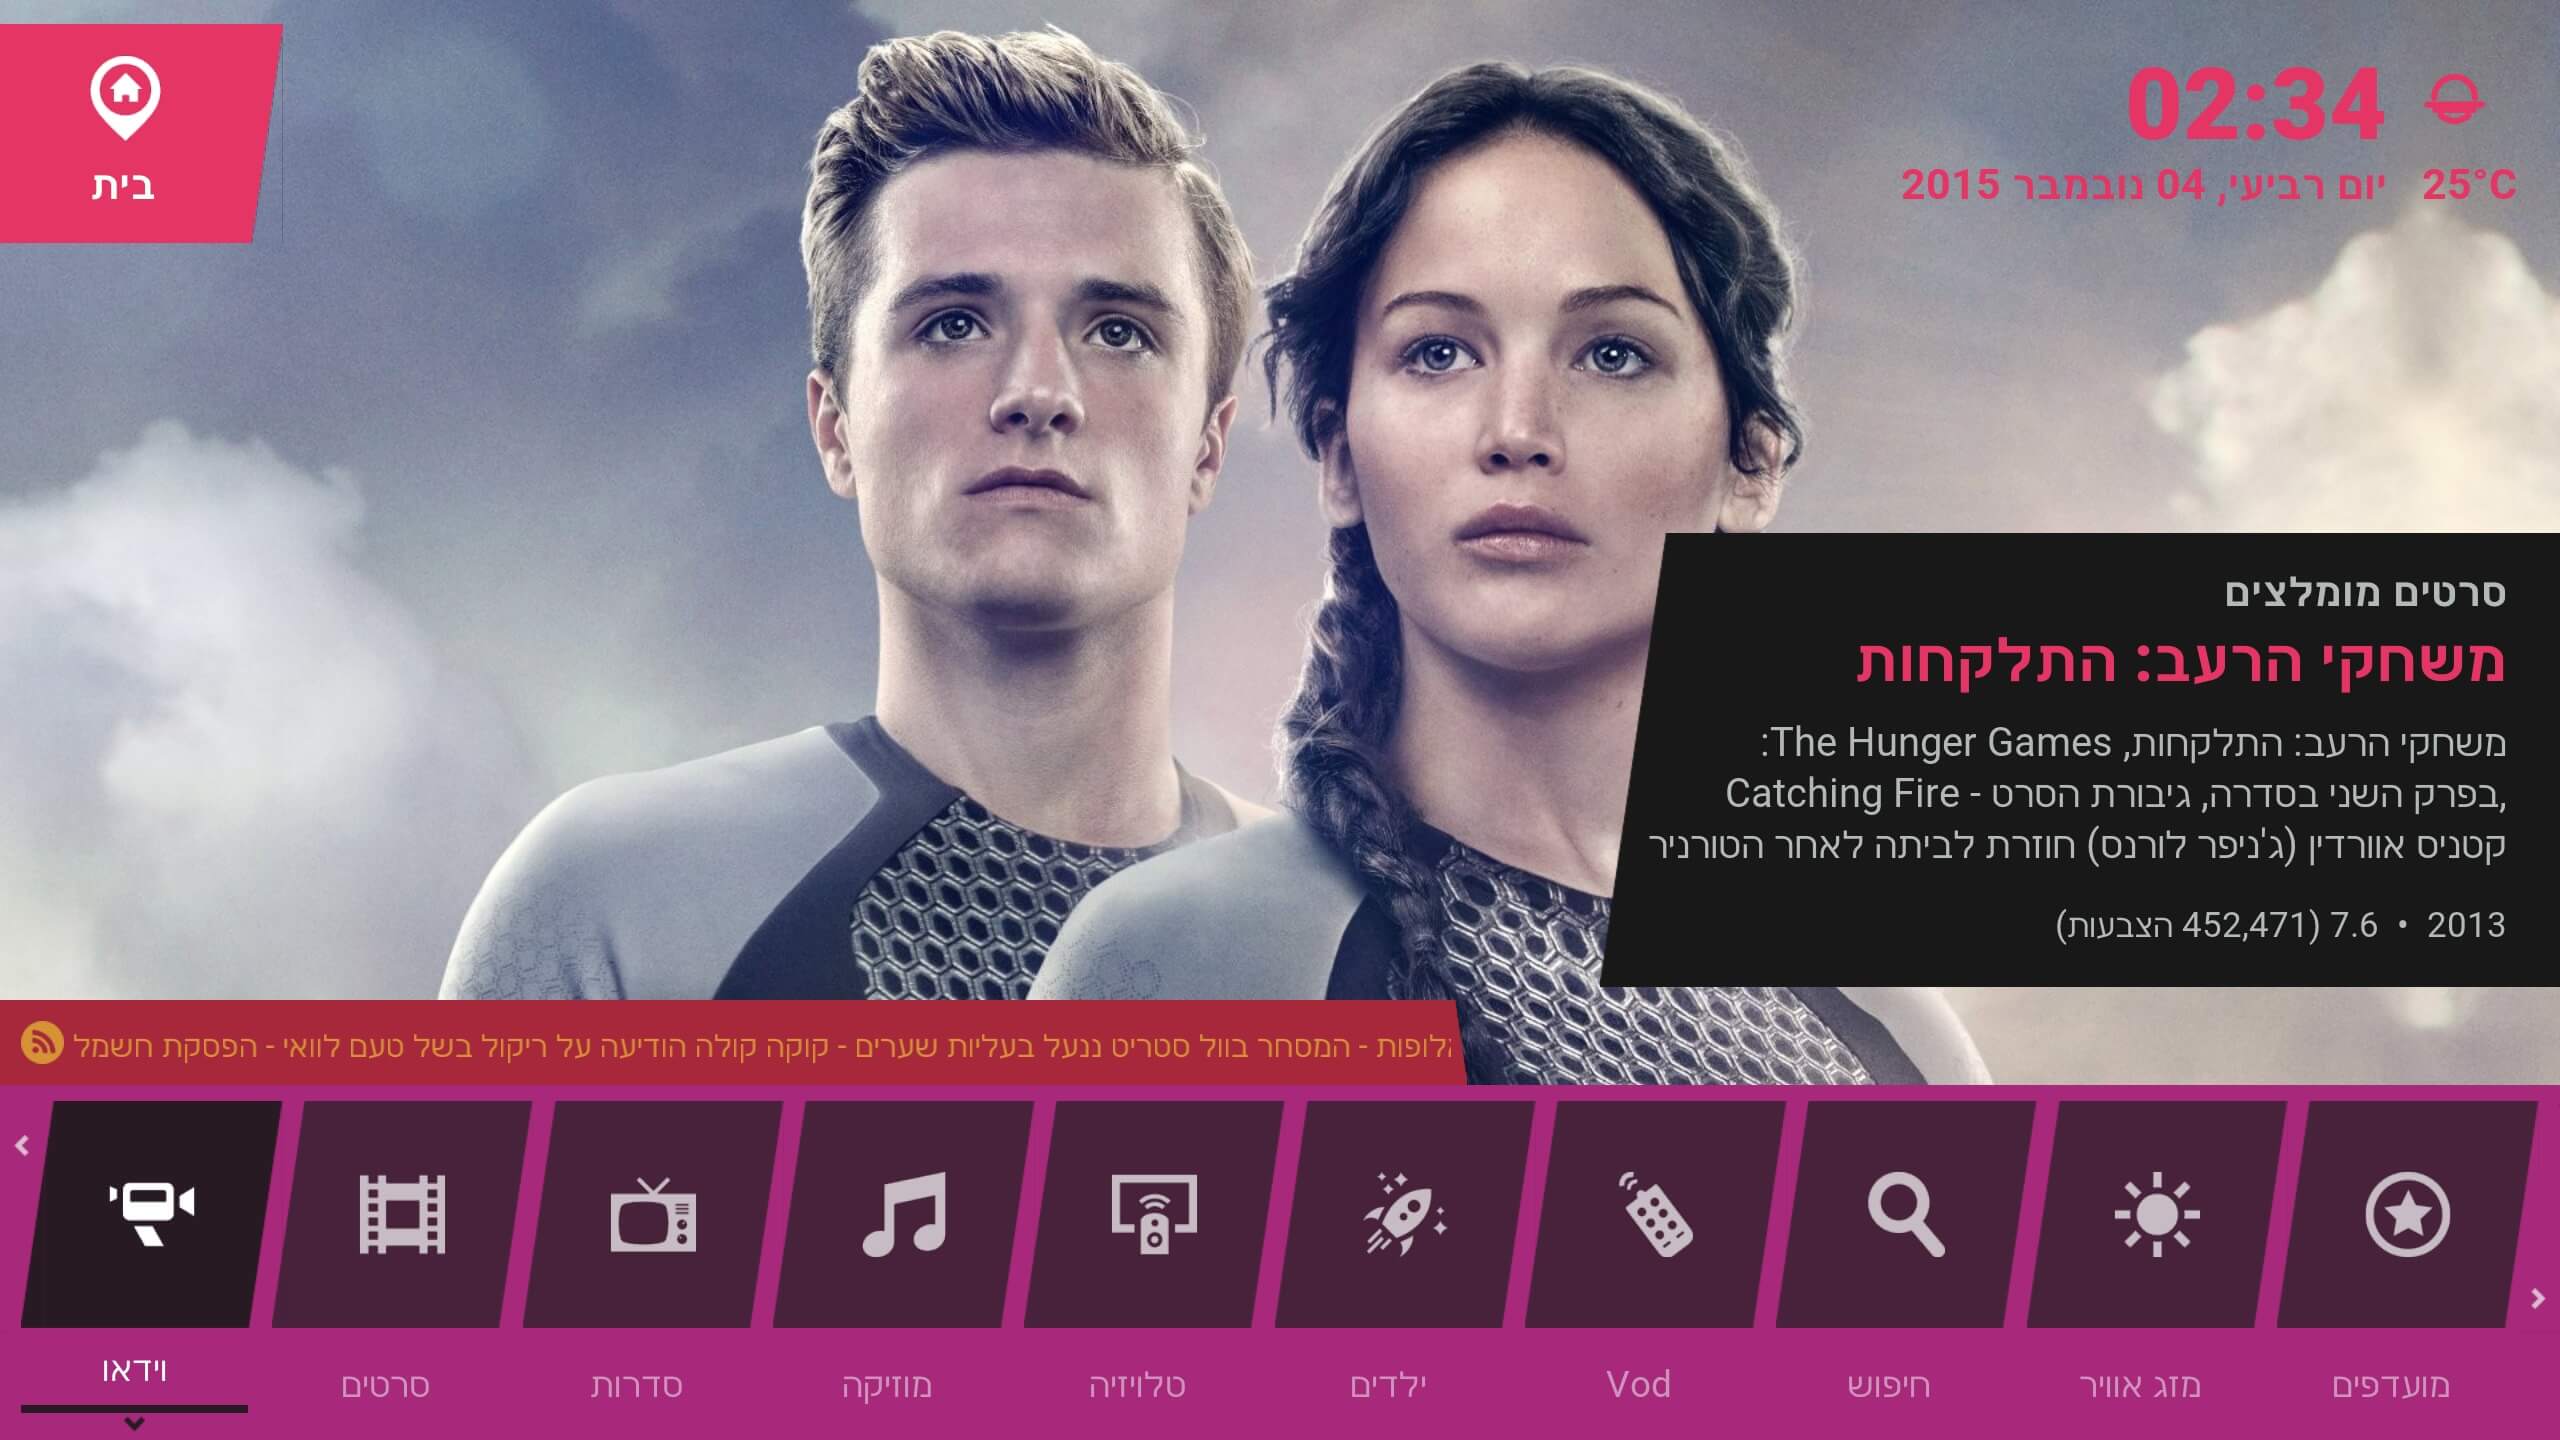 בית
02:34
25°C
יום רביעי, 04 נובמבר 2015
סרטים מומלצים
משחקי הרעב: התלקחות
משחקי הרעב: התלקחות, The Hunger Games:
Catching Fire - בפרק השני בסדרה, גיבורת הסרט,
קטניס אוורדין (ג'ניפר לורנס) חוזרת לביתה לאחר הטורניר
2013 • 7.6 (452,471 הצבעות)
- המסחר בוול סטריט ננעל בעליות שערים - קוקה קולה הודיעה על ריקול בשל טעם לוואי - הפסקת חשמל
וידאו
סרטים
סדרות
מוזיקה
טלויזיה
ילדים
Vod
חיפוש
מזג אוויר
מועדפים